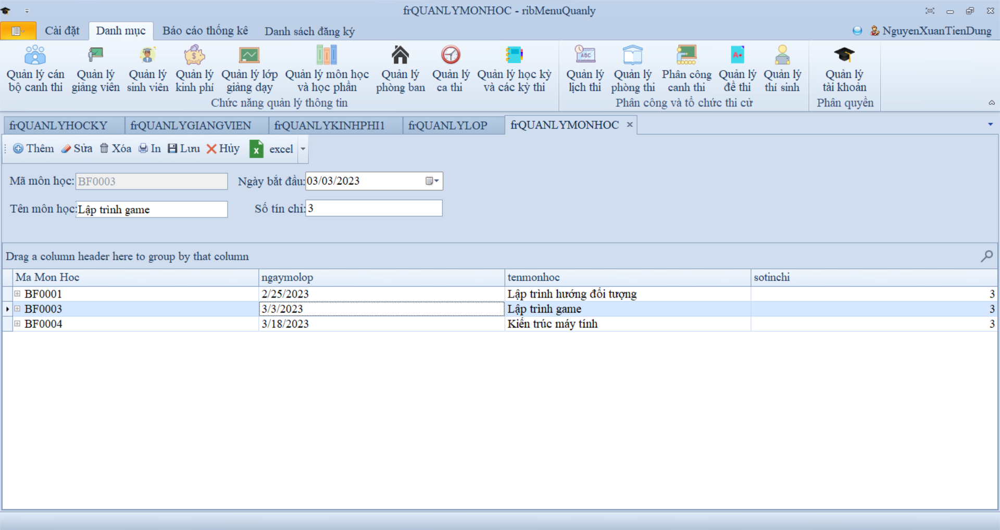 frQUANLYMONHOC - ribMenuQuanly
Cài đặt
Danh mục
Báo cáo thống kê
Danh sách đăng ký
NguyenXuanTienDung
Quản lý cán
bộ canh thi
Quản lý
giảng viên
Quản lý
sinh viên
Quản lý
kinh phí
Quản lý lớp
giảng dạy
Quản lý môn học
và học phần
Quản lý
phòng ban
Quản lý
ca thi
Quản lý học kỳ
và các kỳ thi
Chức năng quản lý thông tin
ABC
Quản lý
lịch thi
Quản lý
phòng thi
Phân công
canh thi
A+
Quản lý
đề thi
Quản lý
thí sinh
Phân công và tổ chức thi cử
Quản lý
tài khoản
Phân quyền
frQUANLYHOCKY
frQUANLYGIANGVIEN
frQUANLYKINHPHI1
frQUANLYLOP
frQUANLYMONHOC
Thêm
Sửa
Xóa
In
Lưu
Hủy
excel
Mã môn học: BF0003
Ngày bắt đầu: 03/03/2023
Tên môn học: Lập trình game
Số tín chỉ: 3
Drag a column header here to group by that column
Ma Mon Hoc ngaymolop tenmonhoc sotinchi
BF0001 2/25/2023 Lập trình hướng đối tượng 3
BF0003 3/3/2023 Lập trình game 3
BF0004 3/18/2023 Kiến trúc máy tính 3